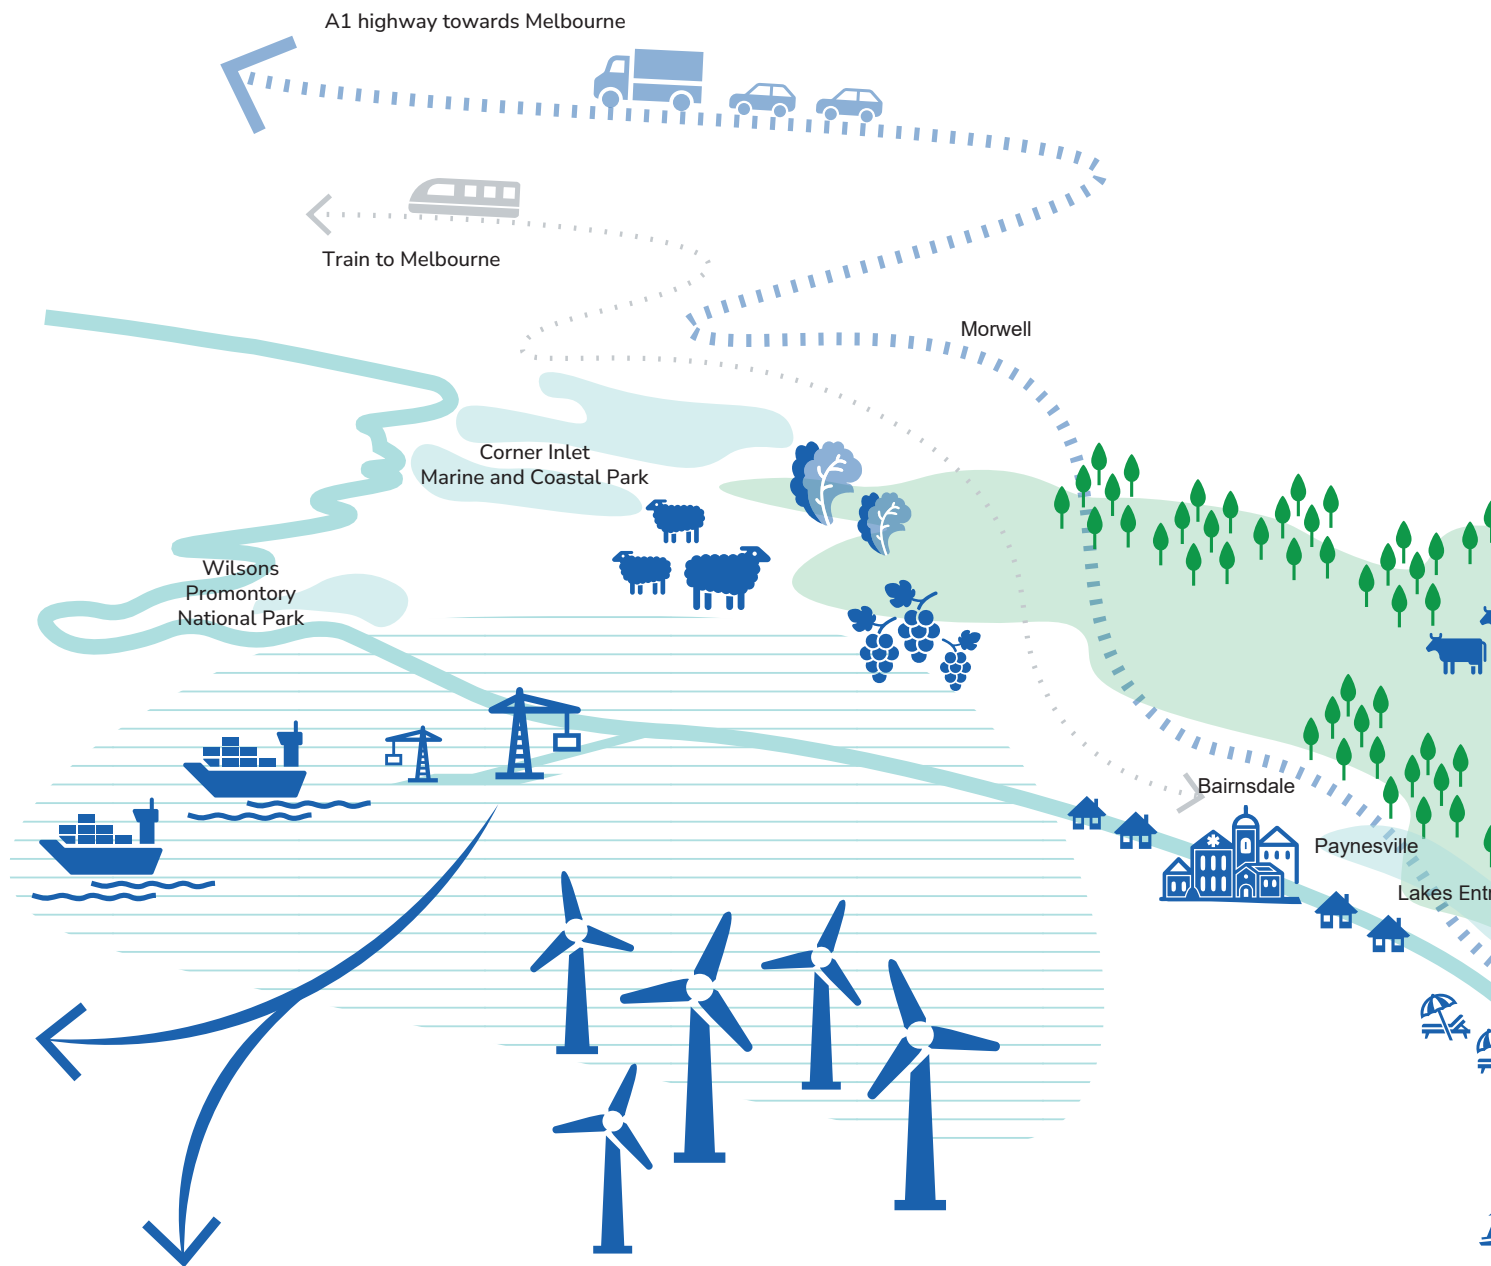 A1 highway towards Melbourne
Train to Melbourne
Morwell
Corner Inlet
Marine and Coastal Park
Wilsons
Promontory
National Park
Bairnsdale
Paynesville
Lakes